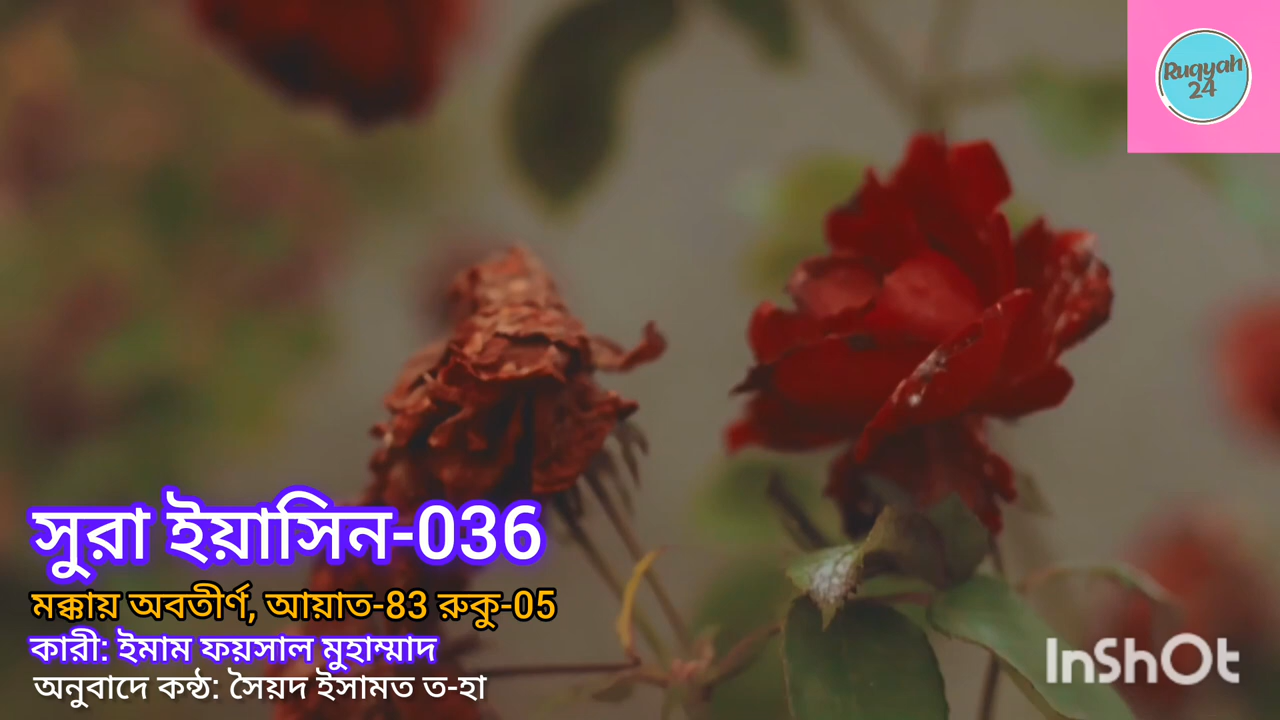 Ruqyah
24
সুরা ইয়াসিন-036
মক্কায় অবতীর্ণ, আয়াত-83 রুকু-05
কারী: ইমাম ফয়সাল মুহাম্মাদ
অনুবাদে কন্ঠ: সৈয়দ ইসামত ত-হা
InShOt